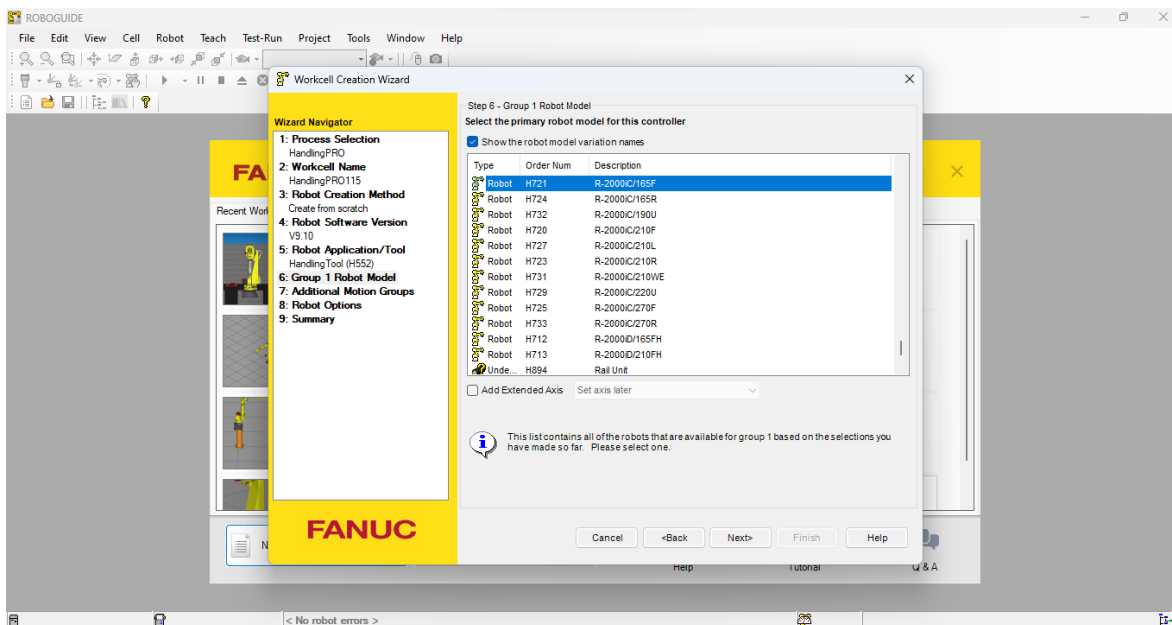 ROBOGUIDE
File Edit View Cell Robot Teach Test-Run Project Tools Window Help
Workcell Creation Wizard
Wizard Navigator
1: Process Selection
HandlingPRO
2: Workcell Name
HandlingPRO115
3: Robot Creation Method
Create from scratch
4: Robot Software Version
V9.10
5: Robot Application/Tool
HandlingTool (H552)
6: Group 1 Robot Model
7: Additional Motion Groups
8: Robot Options
9: Summary
FANUC
Step 6 - Group 1 Robot Model
Select the primary robot model for this controller
Show the robot model variation names
Type Order Num Description
Robot H721 R-2000iC/165F
Robot H724 R-2000iC/165R
Robot H732 R-2000iC/190U
Robot H720 R-2000iC/210F
Robot H727 R-2000iC/210L
Robot H723 R-2000iC/210R
Robot H731 R-2000iC/210WE
Robot H729 R-2000iC/220U
Robot H725 R-2000iC/270F
Robot H733 R-2000iC/270R
Robot H712 R-2000iD/165FH
Robot H713 R-2000iD/210FH
Unde... H894 Rail Unit
Add Extended Axis Set axis later
This list contains all of the robots that are available for group 1 based on the selections you
have made so far. Please select one.
Cancel <Back Next> Finish Help
FA
Recent Work
N
Help Tutorial Q & A
< No robot errors >